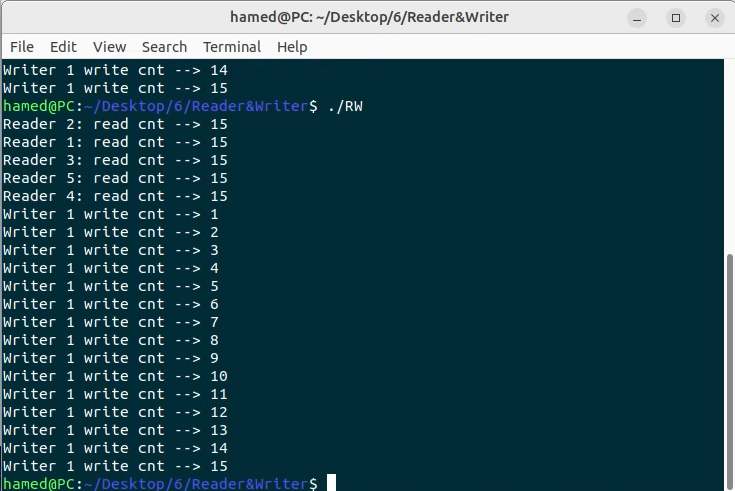 hamed@PC: ~/Desktop/6/Reader&Writer
File Edit View Search Terminal Help
Writer 1 write cnt --> 14
Writer 1 write cnt --> 15
hamed@PC:~/Desktop/6/Reader&Writer$ ./RW
Reader 2: read cnt --> 15
Reader 1: read cnt --> 15
Reader 3: read cnt --> 15
Reader 5: read cnt --> 15
Reader 4: read cnt --> 15
Writer 1 write cnt --> 1
Writer 1 write cnt --> 2
Writer 1 write cnt --> 3
Writer 1 write cnt --> 4
Writer 1 write cnt --> 5
Writer 1 write cnt --> 6
Writer 1 write cnt --> 7
Writer 1 write cnt --> 8
Writer 1 write cnt --> 9
Writer 1 write cnt --> 10
Writer 1 write cnt --> 11
Writer 1 write cnt --> 12
Writer 1 write cnt --> 13
Writer 1 write cnt --> 14
Writer 1 write cnt --> 15
hamed@PC:~/Desktop/6/Reader&Writer$